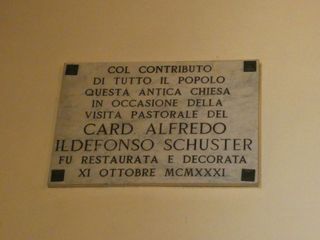 COL CONTRIBUTO
DI TUTTO IL POPOLO
QUESTA ANTICA CHIESA
IN OCCASIONE DELLA
VISITA PASTORALE DEL
CARD. ALFREDO
ILDEFONSO SCHUSTER
FU RESTAURATA E DECORATA
XI OTTOBRE MCMXXXI.